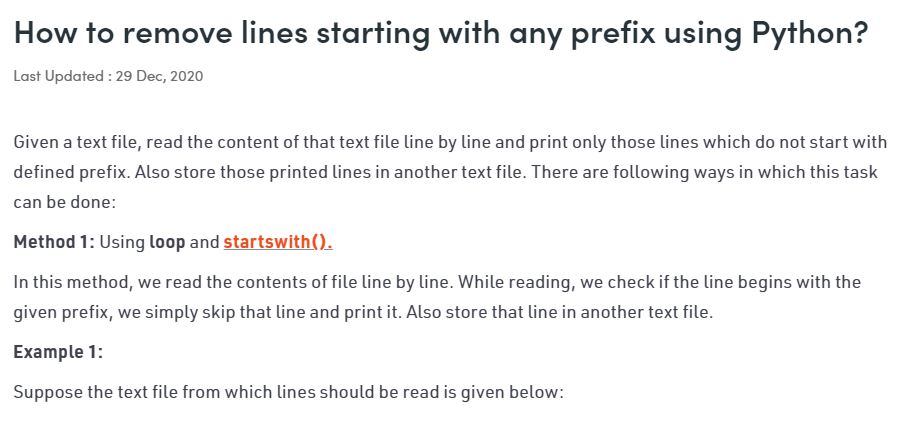 How to remove lines starting with any prefix using Python?
Last Updated : 29 Dec, 2020
Given a text file, read the content of that text file line by line and print only those lines which do not start with
defined prefix. Also store those printed lines in another text file. There are following ways in which this task
can be done:
Method 1: Using loop and startswith().
In this method, we read the contents of file line by line. While reading, we check if the line begins with the
given prefix, we simply skip that line and print it. Also store that line in another text file.
Example 1:
Suppose the text file from which lines should be read is given below: